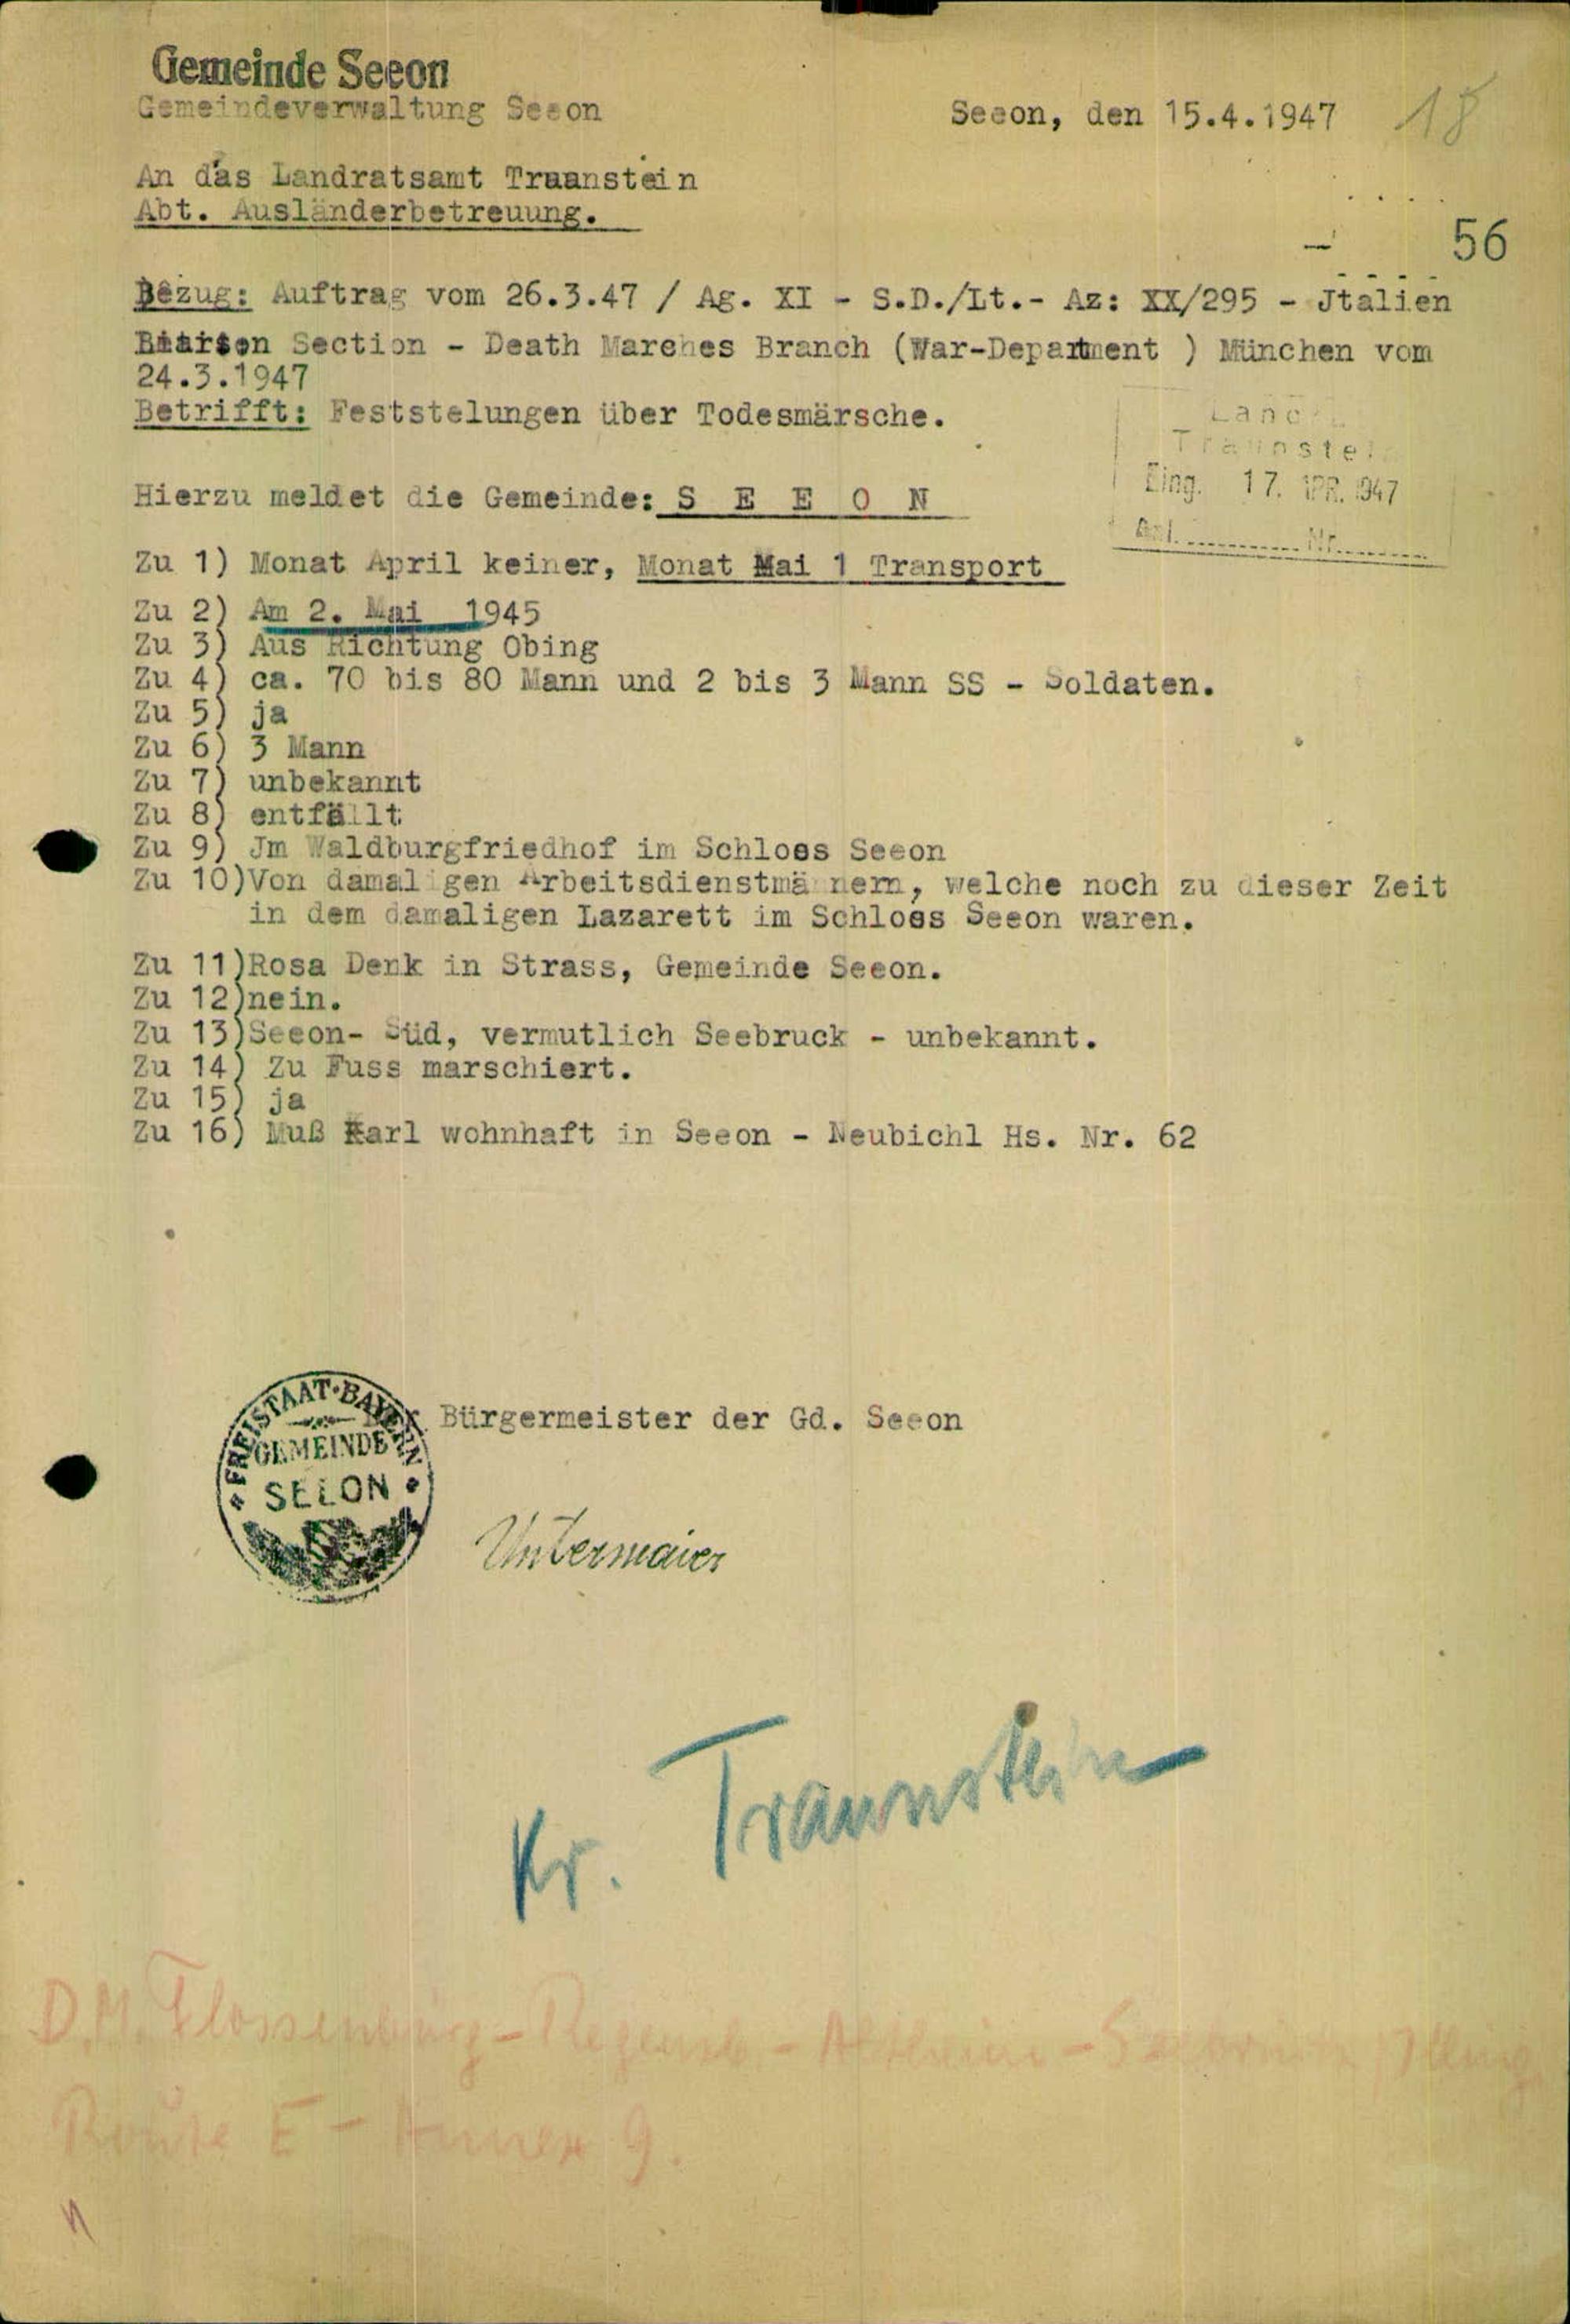 Gemeinde Seeon
Gemeindeverwaltung Seeon
Seeon, den 15.4.1947
18
An das Landratsamt Traanstein
Abt. Ausländerbetreuung.
56
Bezug: Auftrag vom 26.3.47 / Ag. XI - S.D./Lt.- Az: XX/295 - Jtalien
Section - Death Marches Branch (War-Department ) München vom
24.3.1947
Betrifft: Feststelungen über Todesmärsche.
Traunstein
Eing. 17. APR. 1947
Nr.
Hierzu meldet die Gemeinde: S E E O N
Zu 1) Monat April keiner, Monat Mai 1 Transport
Zu 2) Am 2. Mai 1945
Zu 3) Aus Richtung Obing
Zu 4) ca. 70 bis 80 Mann und 2 bis 3 Mann SS - Soldaten.
Zu 5) ja
Zu 6) 3 Mann
Zu 7) unbekannt
Zu 8) entfällt
Zu 9) Jm Waldburgfriedhof im Schloss Seeon
Zu 10)Von damaligen Arbeitsdienstmännern, welche noch zu dieser Zeit
in dem damaligen Lazarett im Schloss Seeon waren.
Zu 11)Rosa Denk in Strass, Gemeinde Seeon.
Zu 12)nein.
Zu 13)Seeon- Süd, vermutlich Seebruck - unbekannt.
Zu 14) Zu Fuss marschiert.
Zu 15) ja
Zu 16) Muß Karl wohnhaft in Seeon - Neubichl Hs. Nr. 62
Der Bürgermeister der Gd. Seeon
FREISTAAT BAYERN
GEMEINDE
SEEON
Untermaier
Kr. Traunstein
D.M. Flossenbürg - Regensb. -
Route E - Annex 9.